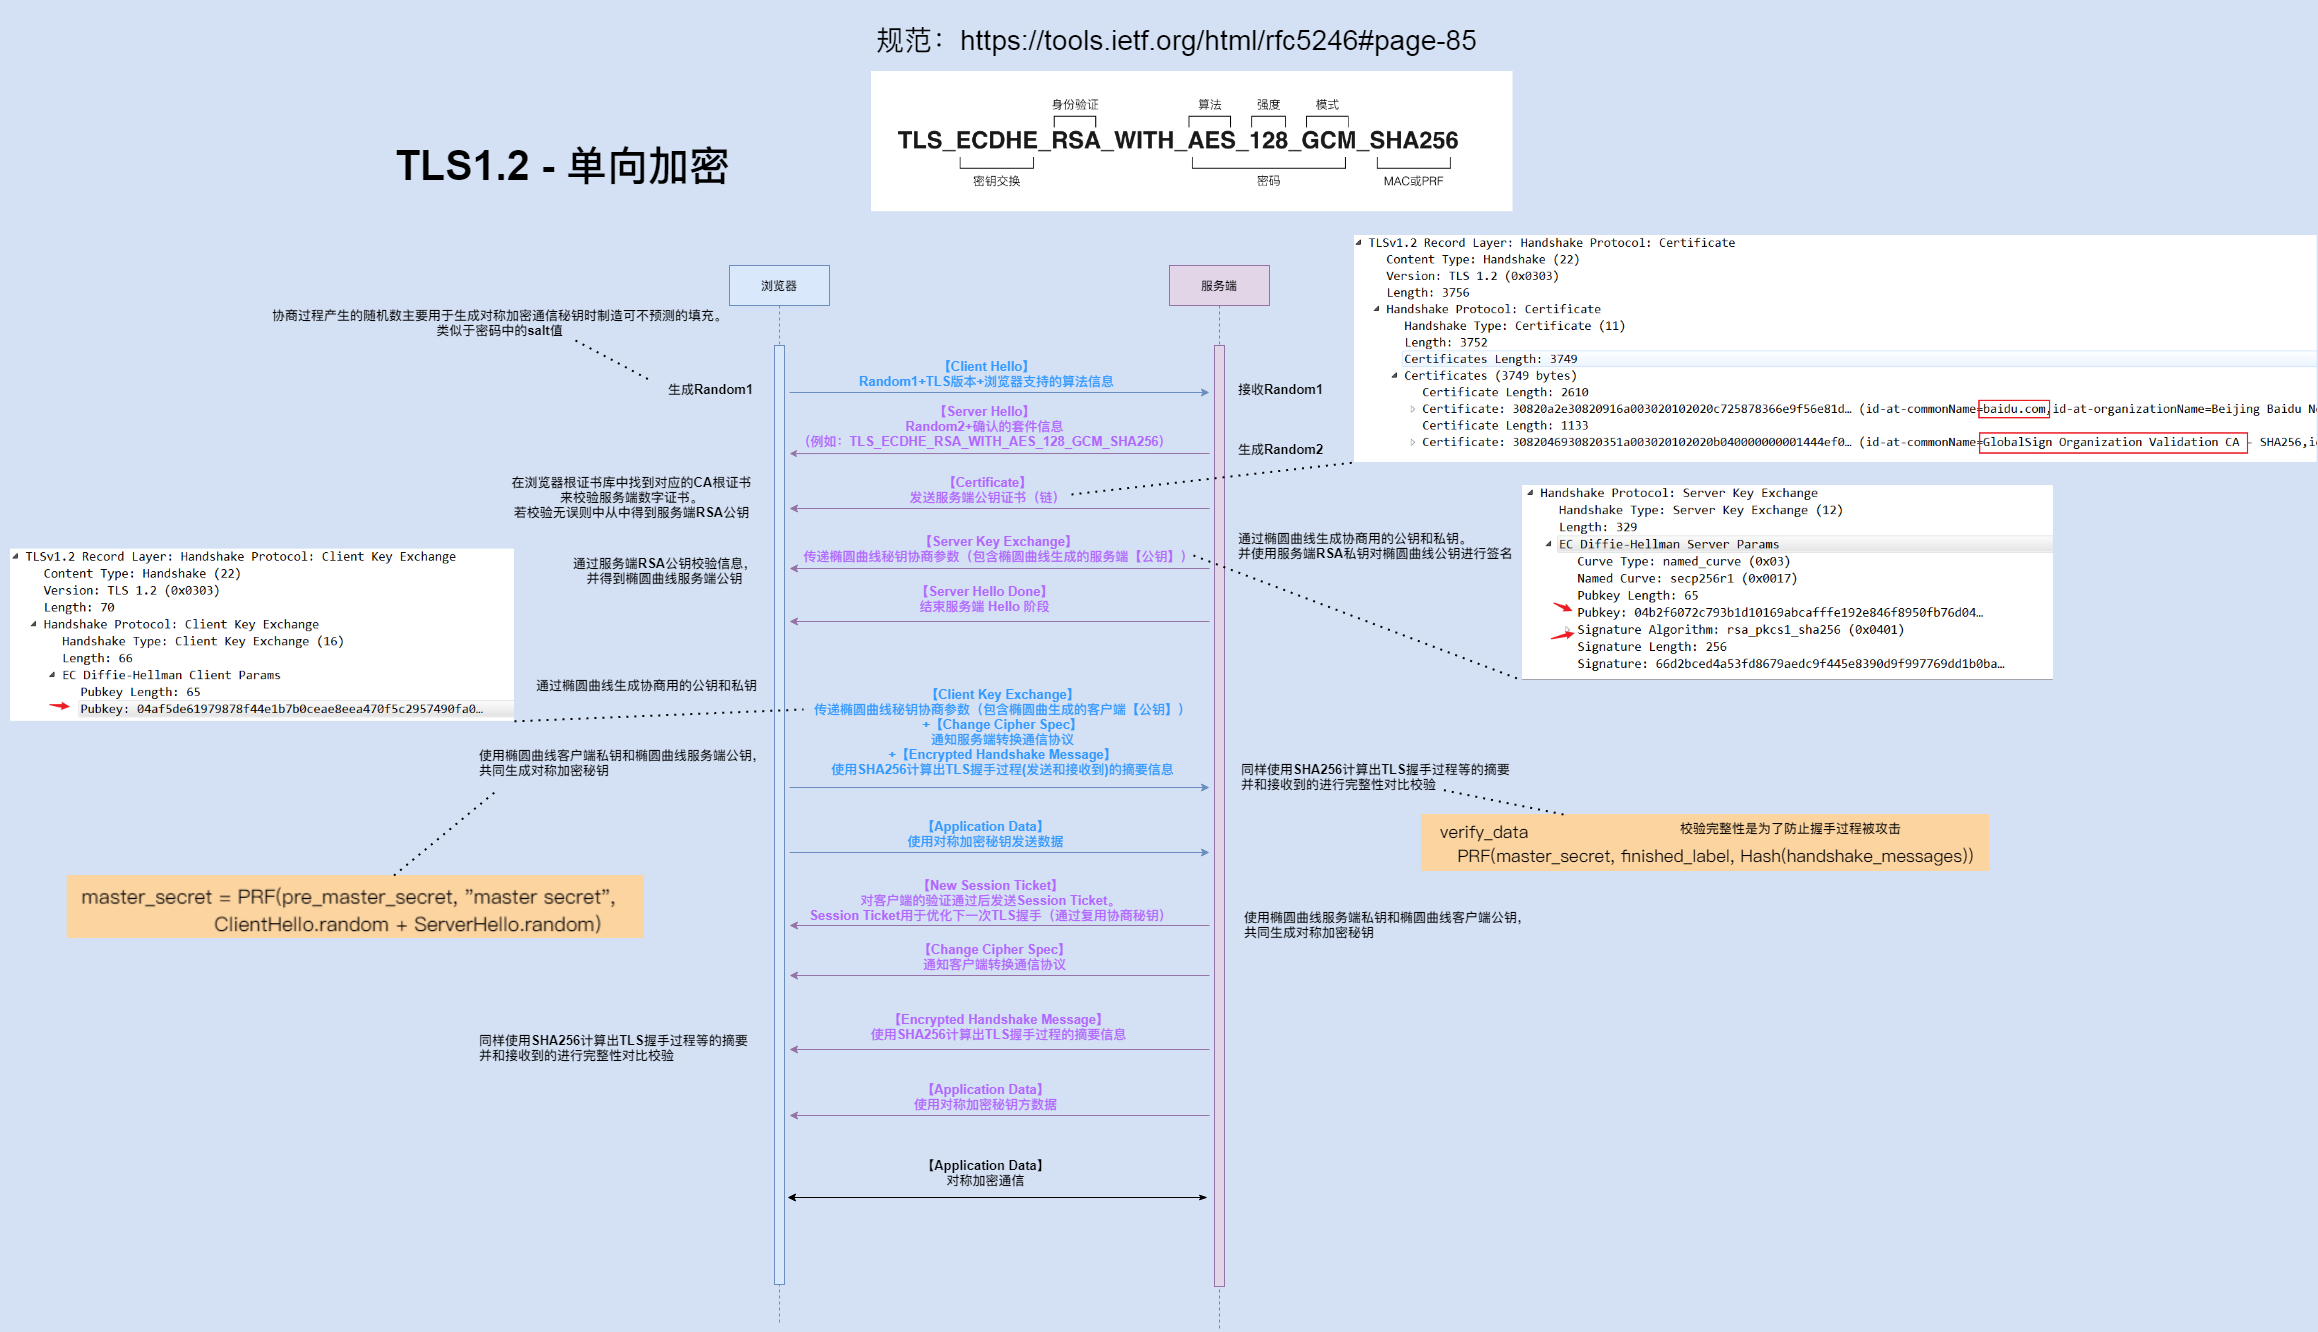 规范：https://tools.ietf.org/html/rfc5246#page-85
身份验证 算法 强度 模式
TLS_ECDHE_RSA_WITH_AES_128_GCM_SHA256
密钥交换 密码 MAC或PRF
TLS1.2 - 单向加密
浏览器
服务端
TLSv1.2 Record Layer: Handshake Protocol: Certificate
Content Type: Handshake (22)
Version: TLS 1.2 (0x0303)
Length: 3756
Handshake Protocol: Certificate
Handshake Type: Certificate (11)
Length: 3752
Certificates Length: 3749
Certificates (3749 bytes)
Certificate Length: 2610
Certificate: 30820a2e30820916a003020102020c725878366e9f56e81d… (id-at-commonName=baidu.com,id-at-organizationName=Beijing Baidu Ne
Certificate Length: 1133
Certificate: 3082046930820351a003020102020b040000000001444ef0… (id-at-commonName=GlobalSign Organization Validation CA - SHA256,i
协商过程产生的随机数主要用于生成对称加密通信秘钥时制造可不预测的填充。
类似于密码中的salt值
【Client Hello】
Random1+TLS版本+浏览器支持的算法信息
生成Random1
接收Random1
【Server Hello】
Random2+确认的套件信息
（例如：TLS_ECDHE_RSA_WITH_AES_128_GCM_SHA256）
生成Random2
在浏览器根证书库中找到对应的CA根证书
来校验服务端数字证书。
若校验无误则中从中得到服务端RSA公钥
【Certificate】
发送服务端公钥证书（链）
Handshake Protocol: Server Key Exchange
Handshake Type: Server Key Exchange (12)
Length: 329
EC Diffie-Hellman Server Params
Curve Type: named_curve (0x03)
Named Curve: secp256r1 (0x0017)
Pubkey Length: 65
Pubkey: 04b2f6072c793b1d10169abcafffe192e846f8950fb76d04…
Signature Algorithm: rsa_pkcs1_sha256 (0x0401)
Signature Length: 256
Signature: 66d2bced4a53fd8679aedc9f445e8390d9f997769dd1b0ba…
通过椭圆曲线生成协商用的公钥和私钥。
并使用服务端RSA私钥对椭圆曲线公钥进行签名
【Server Key Exchange】
传递椭圆曲线秘钥协商参数（包含椭圆曲线生成的服务端【公钥】）
通过服务端RSA公钥校验信息，
并得到椭圆曲线服务端公钥
TLSv1.2 Record Layer: Handshake Protocol: Client Key Exchange
Content Type: Handshake (22)
Version: TLS 1.2 (0x0303)
Length: 70
Handshake Protocol: Client Key Exchange
Handshake Type: Client Key Exchange (16)
Length: 66
EC Diffie-Hellman Client Params
Pubkey Length: 65
Pubkey: 04af5de61979878f44e1b7b0ceae8eea470f5c2957490fa0…
【Server Hello Done】
结束服务端 Hello 阶段
通过椭圆曲线生成协商用的公钥和私钥
【Client Key Exchange】
传递椭圆曲线秘钥协商参数（包含椭圆曲生成的客户端【公钥】）
+【Change Cipher Spec】
通知服务端转换通信协议
+【Encrypted Handshake Message】
使用SHA256计算出TLS握手过程(发送和接收到)的摘要信息
使用椭圆曲线客户端私钥和椭圆曲线服务端公钥，
共同生成对称加密秘钥
同样使用SHA256计算出TLS握手过程等的摘要
并和接收到的进行完整性对比校验
verify_data 校验完整性是为了防止握手过程被攻击
PRF(master_secret, finished_label, Hash(handshake_messages))
【Application Data】
使用对称加密秘钥发送数据
master_secret = PRF(pre_master_secret, ”master secret”,
ClientHello.random + ServerHello.random)
【New Session Ticket】
对客户端的验证通过后发送Session Ticket。
Session Ticket用于优化下一次TLS握手（通过复用协商秘钥）
使用椭圆曲线服务端私钥和椭圆曲线客户端公钥，
共同生成对称加密秘钥
【Change Cipher Spec】
通知客户端转换通信协议
【Encrypted Handshake Message】
使用SHA256计算出TLS握手过程的摘要信息
同样使用SHA256计算出TLS握手过程等的摘要
并和接收到的进行完整性对比校验
【Application Data】
使用对称加密秘钥方数据
【Application Data】
对称加密通信